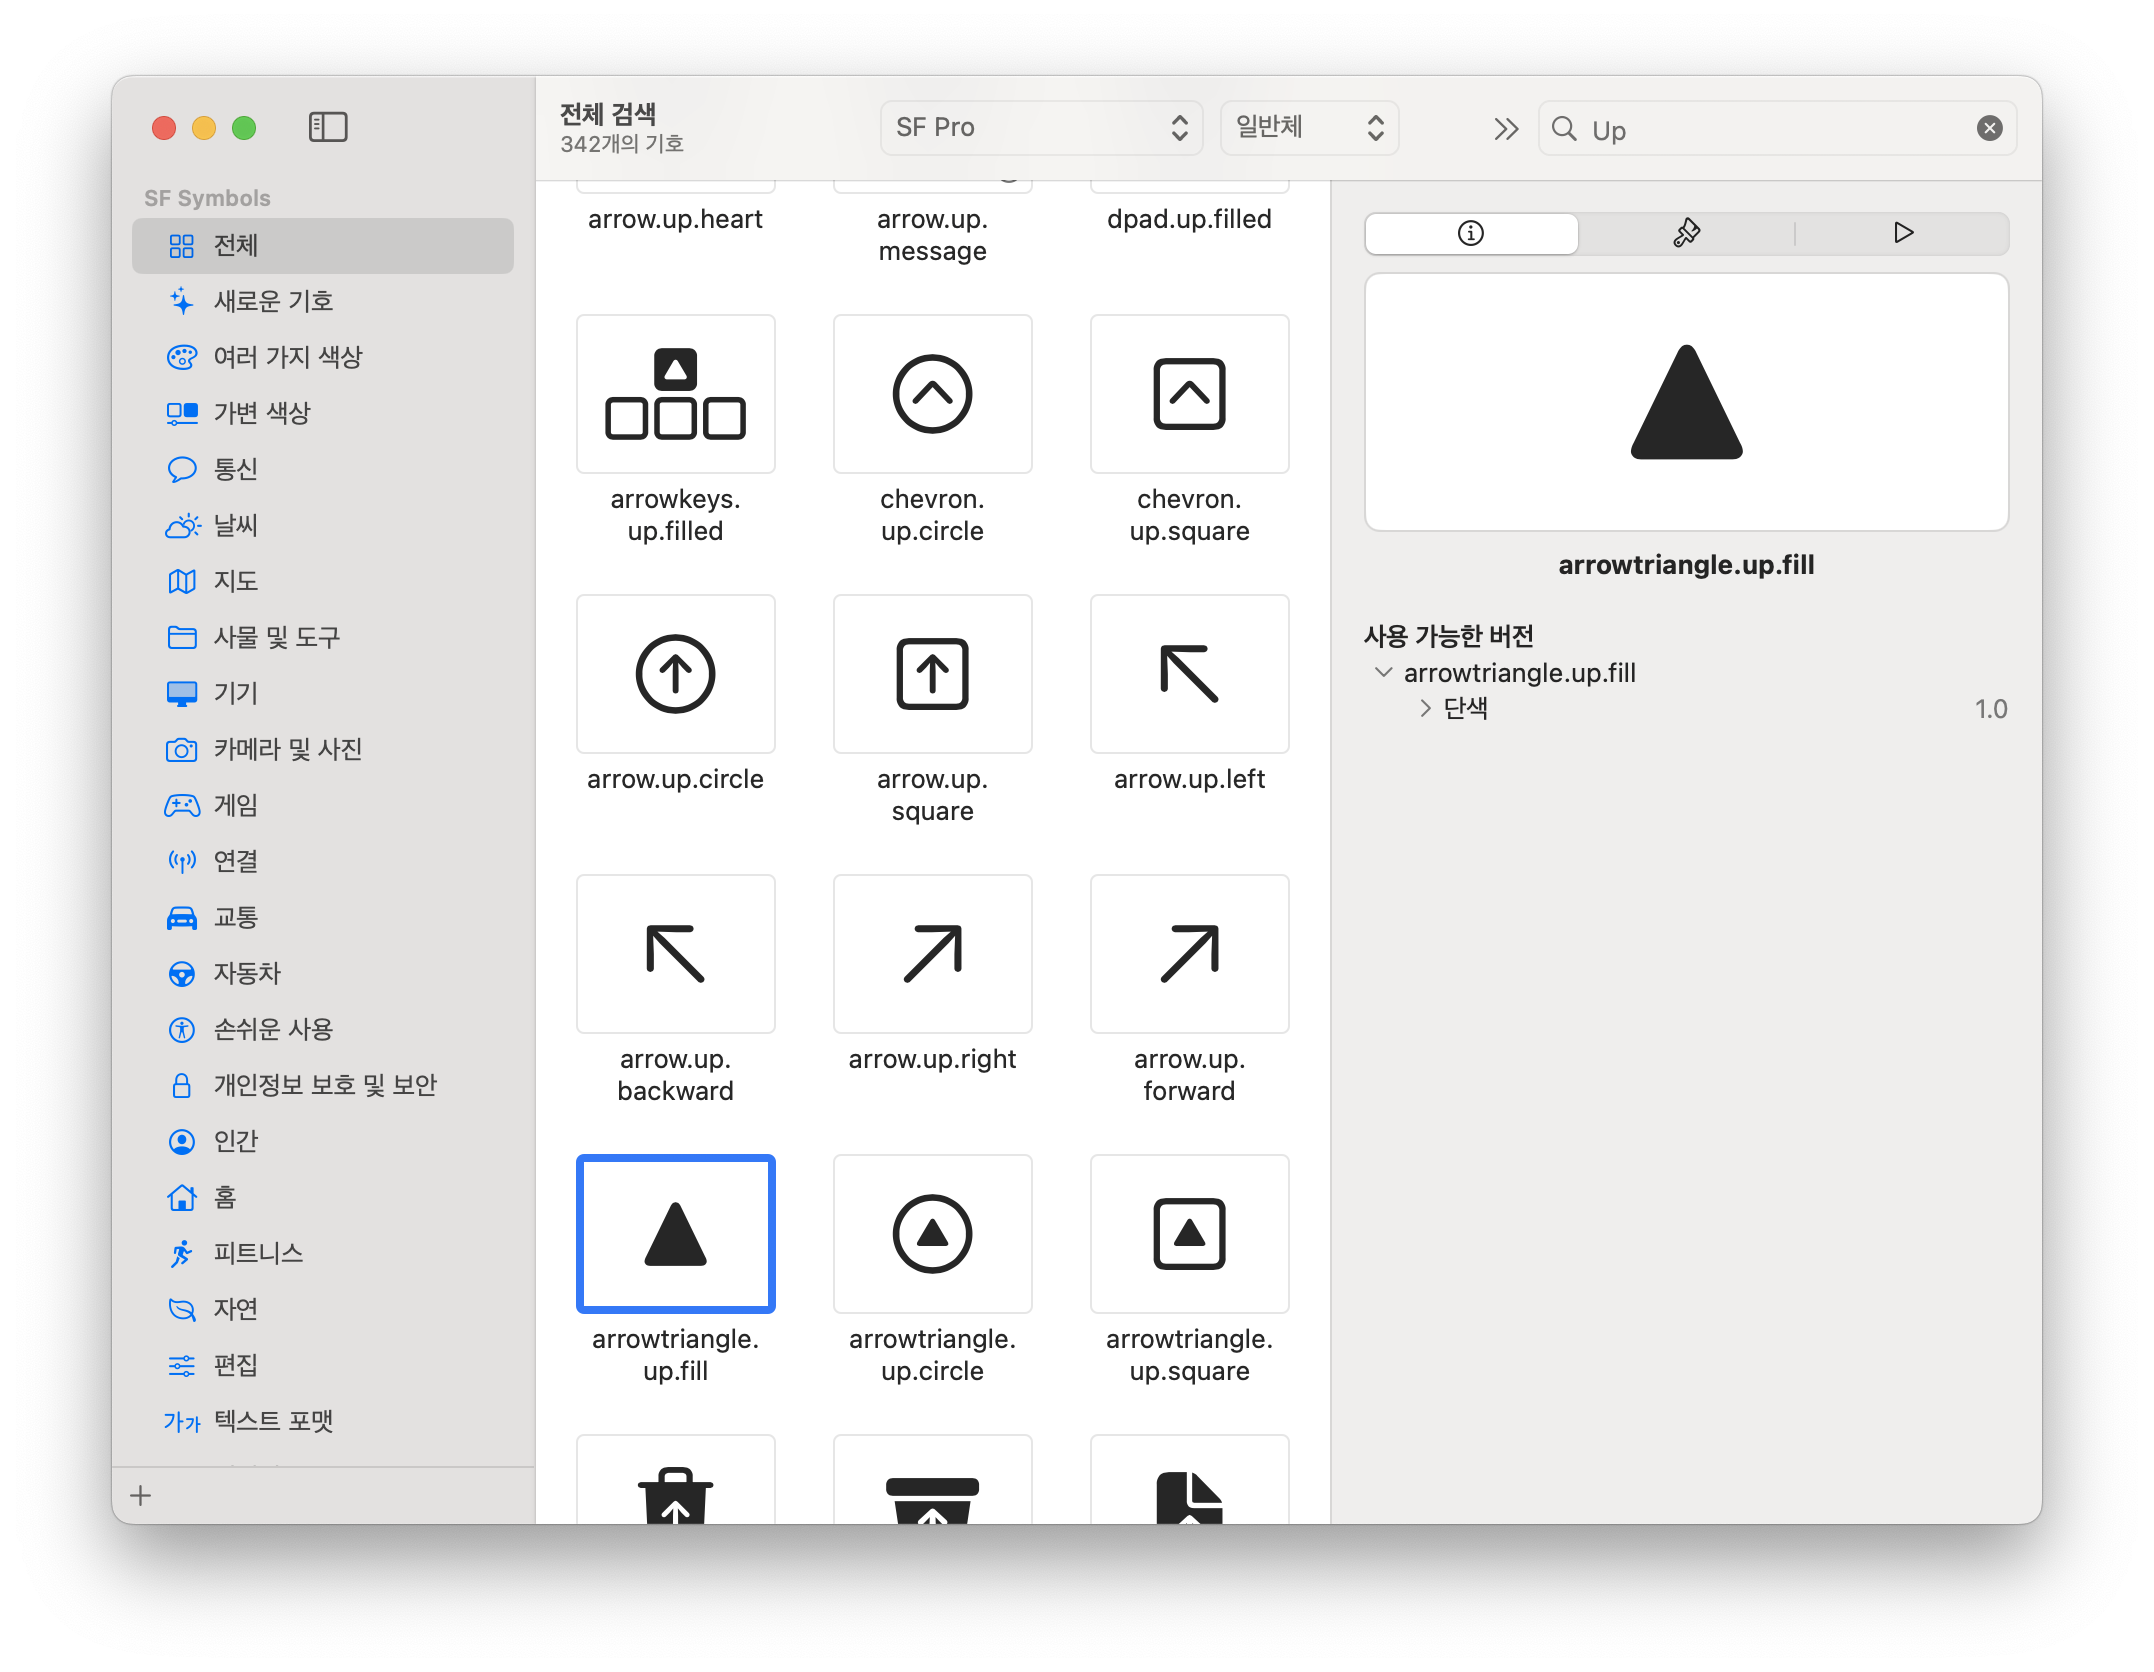 전체 검색
342개의 기호
SF Pro
일반체
Up
SF Symbols
전체
새로운 기호
여러 가지 색상
가변 색상
통신
날씨
지도
사물 및 도구
기기
카메라 및 사진
게임
연결
교통
자동차
손쉬운 사용
개인정보 보호 및 보안
인간
홈
피트니스
자연
편집
가가 텍스트 포맷
arrow.up.heart
arrow.up.
message
dpad.up.filled
arrowkeys.
up.filled
chevron.
up.circle
chevron.
up.square
arrow.up.circle
arrow.up.
square
arrow.up.left
arrow.up.
backward
arrow.up.right
arrow.up.
forward
arrowtriangle.
up.fill
arrowtriangle.
up.circle
arrowtriangle.
up.square
arrowtriangle.up.fill
사용 가능한 버전
arrowtriangle.up.fill
단색 1.0